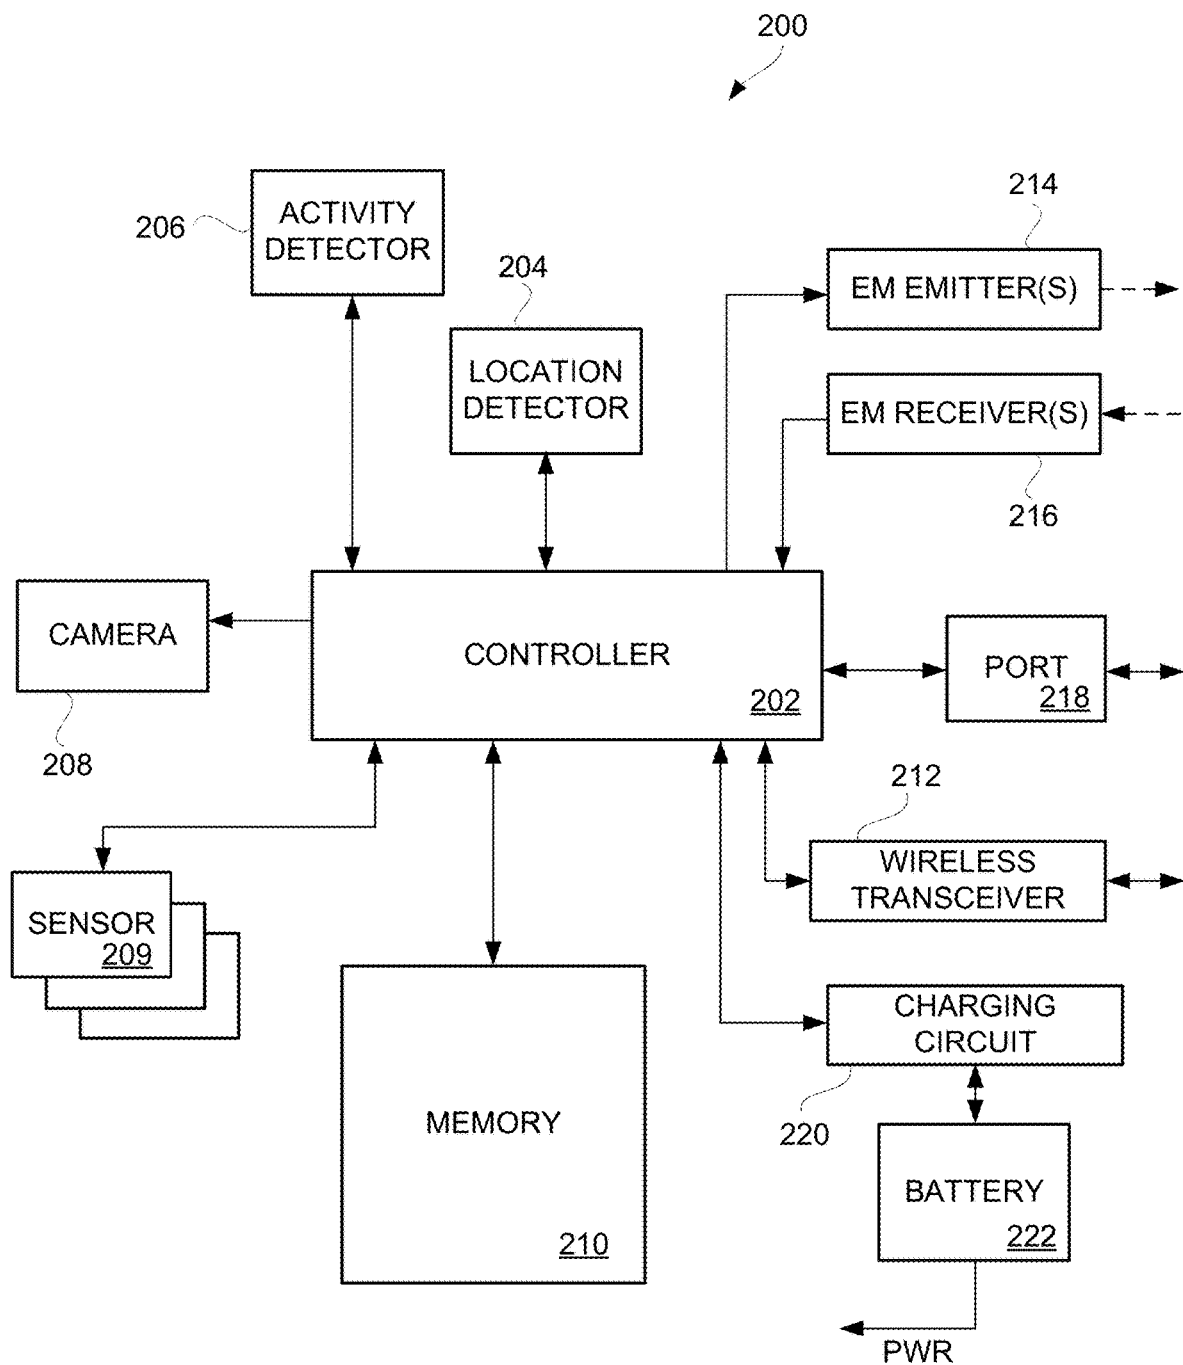 200
206
ACTIVITY
DETECTOR
204
LOCATION
DETECTOR
214
EM EMITTER(S)
EM RECEIVER(S)
216
CAMERA
208
CONTROLLER
202
PORT
218
212
WIRELESS
TRANSCEIVER
SENSOR
209
MEMORY
210
CHARGING
CIRCUIT
220
BATTERY
222
PWR